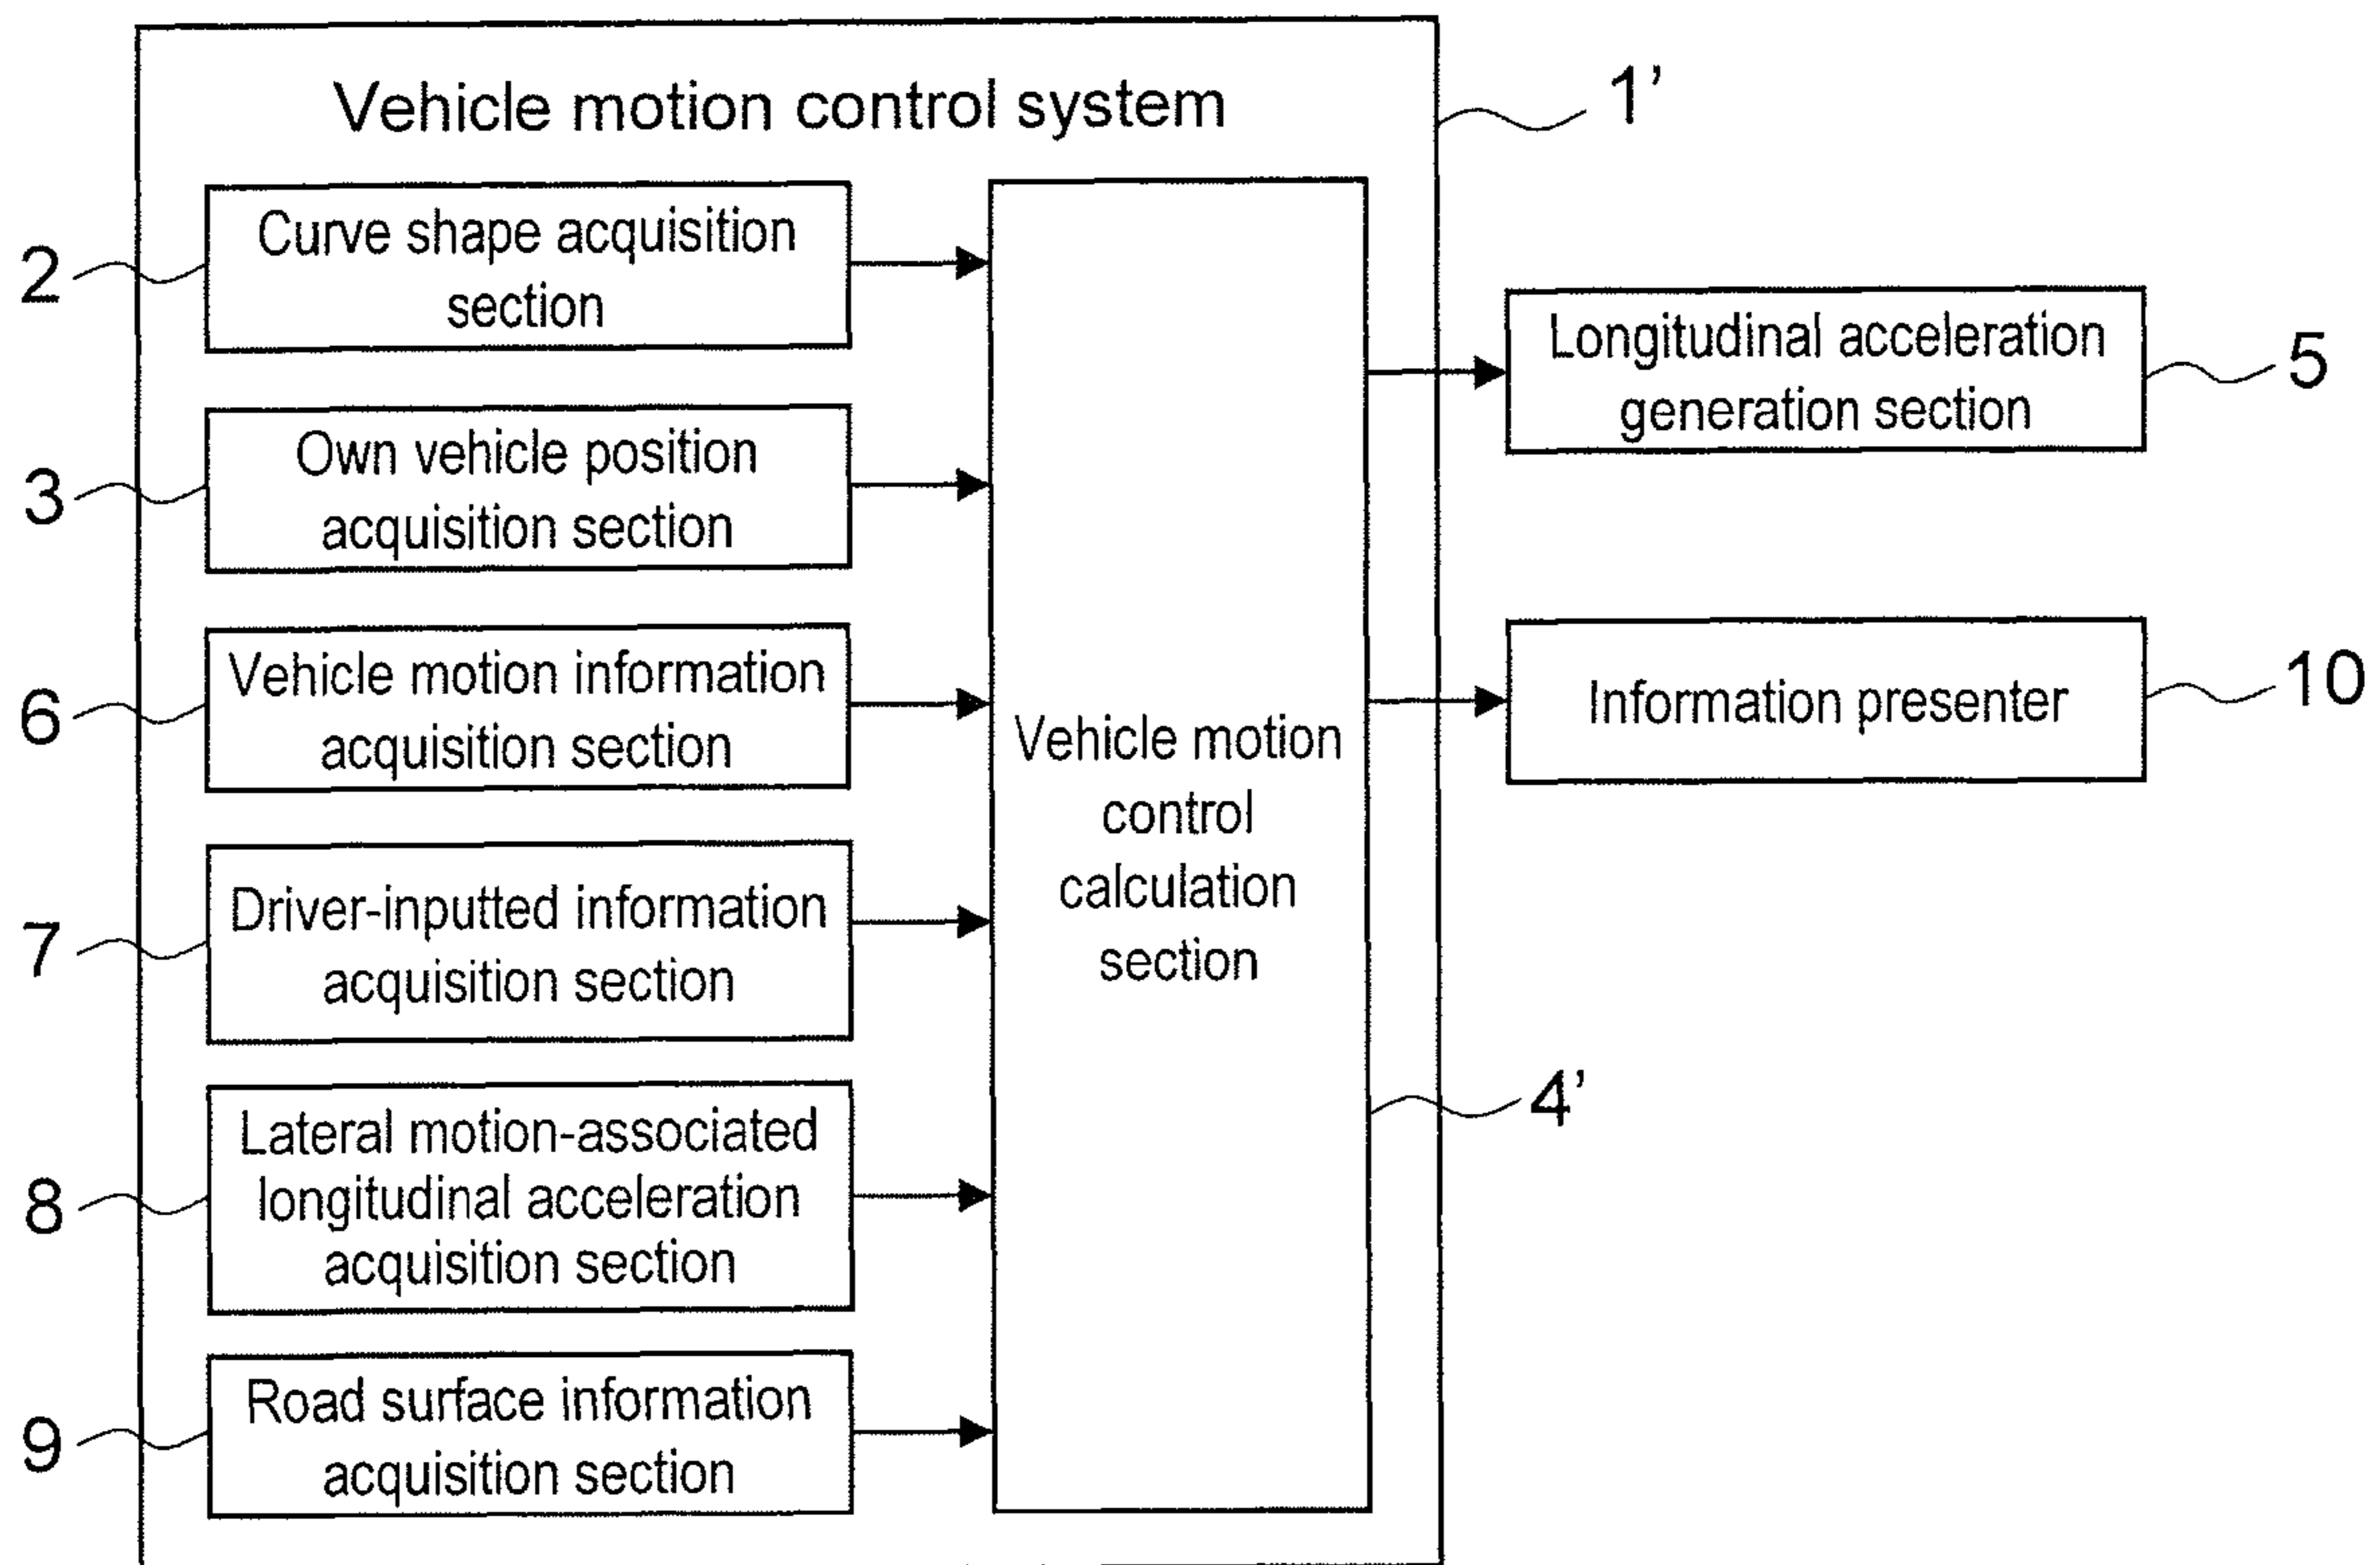 Vehicle motion control system
1’
2
Curve shape acquisition
section
3
Own vehicle position
acquisition section
6
Vehicle motion information
acquisition section
7
Driver-inputted information
acquisition section
8
Lateral motion-associated
longitudinal acceleration
acquisition section
9
Road surface information
acquisition section
Vehicle motion
control
calculation
section
4’
Longitudinal acceleration
generation section
5
Information presenter
10